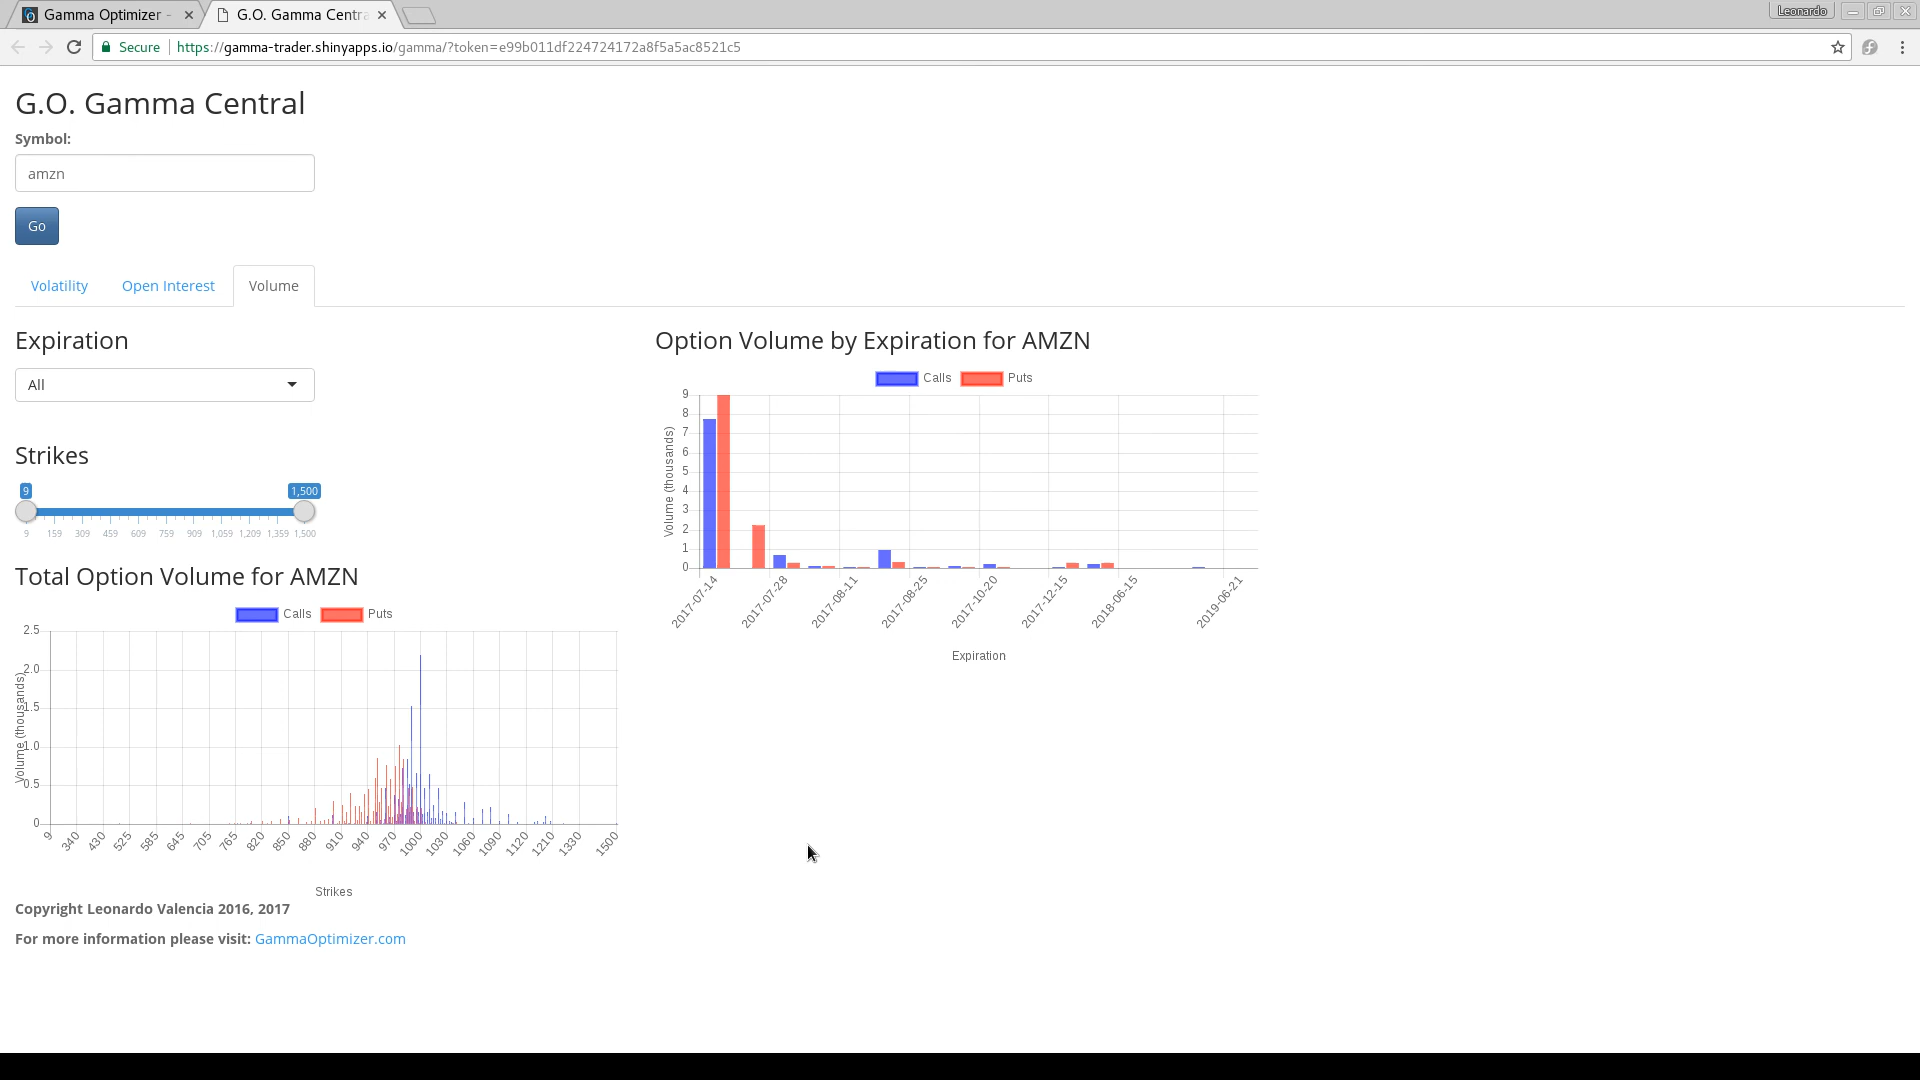 Gamma Optimizer -
G.O. Gamma Centra
Leonardo
Secure
https://gamma-trader.shinyapps.io/gamma/?token=e99b011df224724172a8f5a5ac8521c5
G.O. Gamma Central
Symbol:
amzn
Go
Volatility
Open Interest
Volume
Expiration
All
Strikes
9
1,500
9 159 309 459 609 759 909 1,059 1,209 1,359 1,500
Total Option Volume for AMZN
Calls
Puts
Volume (thousands)
2.5
2.0
1.5
1.0
0.5
0
9 340 430 525 585 645 705 765 820 850 880 910 940 970 1000 1030 1060 1090 1120 1210 1330 1500
Strikes
Option Volume by Expiration for AMZN
Calls
Puts
Volume (thousands)
9
8
7
6
5
4
3
2
1
0
2017-07-14 2017-07-28 2017-08-11 2017-08-25 2017-10-20 2017-12-15 2018-06-15 2019-06-21
Expiration
Copyright Leonardo Valencia 2016, 2017
For more information please visit: GammaOptimizer.com